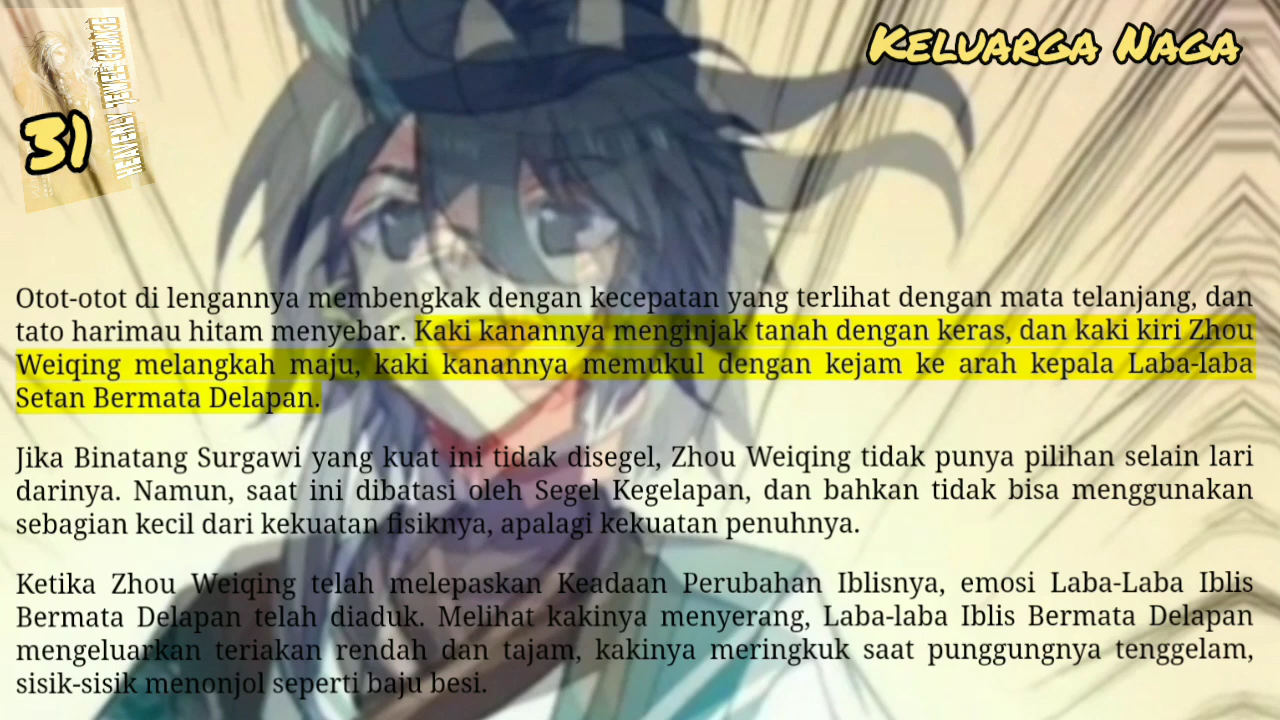 Keluarga Naga
HEAVENLY JEWEL CHANGE
31
Otot-otot di lengannya membengkak dengan kecepatan yang terlihat dengan mata telanjang, dan
tato harimau hitam menyebar. Kaki kanannya menginjak tanah dengan keras, dan kaki kiri Zhou
Weiqing melangkah maju, kaki kanannya memukul dengan kejam ke arah kepala Laba-laba
Setan Bermata Delapan.
Jika Binatang Surgawi yang kuat ini tidak disegel, Zhou Weiqing tidak punya pilihan selain lari
darinya. Namun, saat ini dibatasi oleh Segel Kegelapan, dan bahkan tidak bisa menggunakan
sebagian kecil dari kekuatan fisiknya, apalagi kekuatan penuhnya.
Ketika Zhou Weiqing telah melepaskan Keadaan Perubahan Iblisnya, emosi Laba-Laba Iblis
Bermata Delapan telah diaduk. Melihat kakinya menyerang, Laba-laba Iblis Bermata Delapan
mengeluarkan teriakan rendah dan tajam, kakinya meringkuk saat punggungnya tenggelam,
sisik-sisik menonjol seperti baju besi.